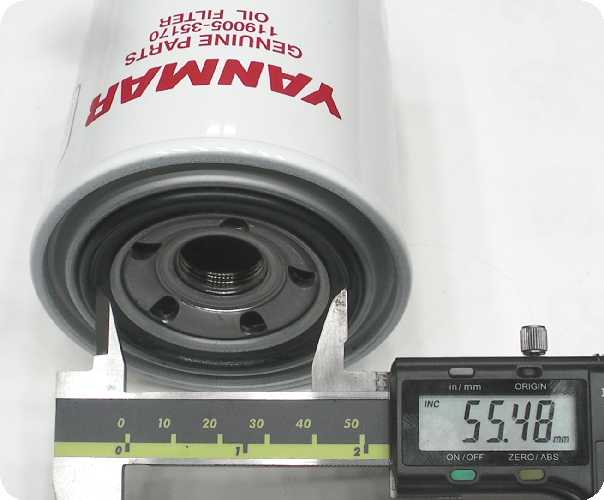 YANMAR
GENUINE PARTS
119005-35170
OIL FILTER
in/mm ORIGIN
INC 55.48 mm
ON/OFF ZERO/ABS
0 10 20 30 40 50
0 1 2